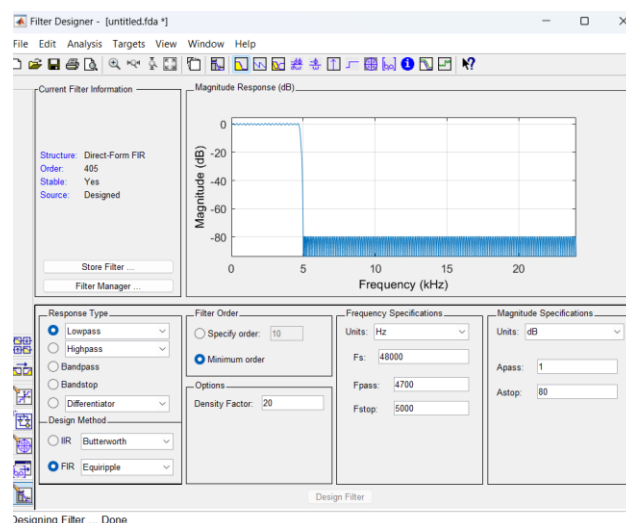 Filter Designer - [untitled.fda *]
File Edit Analysis Targets View Window Help
Current Filter Information
Structure: Direct-Form FIR
Order: 405
Stable: Yes
Source: Designed
Store Filter ...
Filter Manager ...
Magnitude Response (dB)
0
-20
-40
-60
-80
Magnitude (dB)
0 5 10 15 20
Frequency (kHz)
Response Type
Lowpass
Highpass
Bandpass
Bandstop
Differentiator
Design Method
IIR Butterworth
FIR Equiripple
Filter Order
Specify order: 10
Minimum order
Options
Density Factor: 20
Frequency Specifications
Units: Hz
Fs: 48000
Fpass: 4700
Fstop: 5000
Magnitude Specifications
Units: dB
Apass: 1
Astop: 80
Design Filter
Designing Filter ... Done